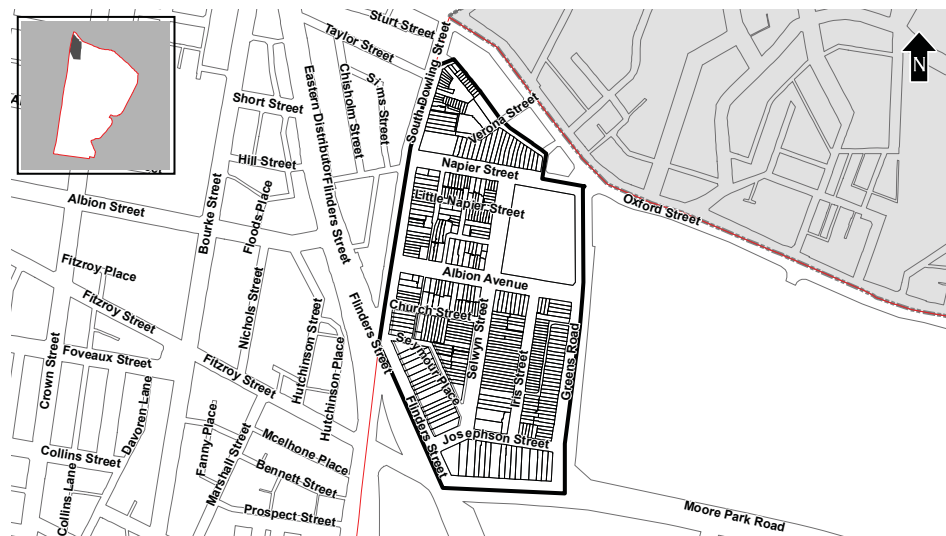 Sturt Street
Taylor Street
South Dowling Street
N
Sims Street
Chisholm Street
Eastern Distributor
Short Street
Verona Street
Hill Street
Napier Street
Flinders Street
Little Napier Street
Floods Place
Bourke Street
Albion Street
Oxford Street
Fitzroy Place
Albion Avenue
Nichols Street
Fitzroy Street
Flinders Street
Church Street
Selwyn Street
Hutchinson Street
Hutchinson Place
Seymour Place
Iris Street
Greens Road
Crown Street
Foveaux Street
Fitzroy Street
Davoren Lane
Fanny Place
Flinders Street
Marshall Street
Mcelhone Place
Josephson Street
Collins Street
Bennett Street
Collins Lane
Prospect Street
Moore Park Road